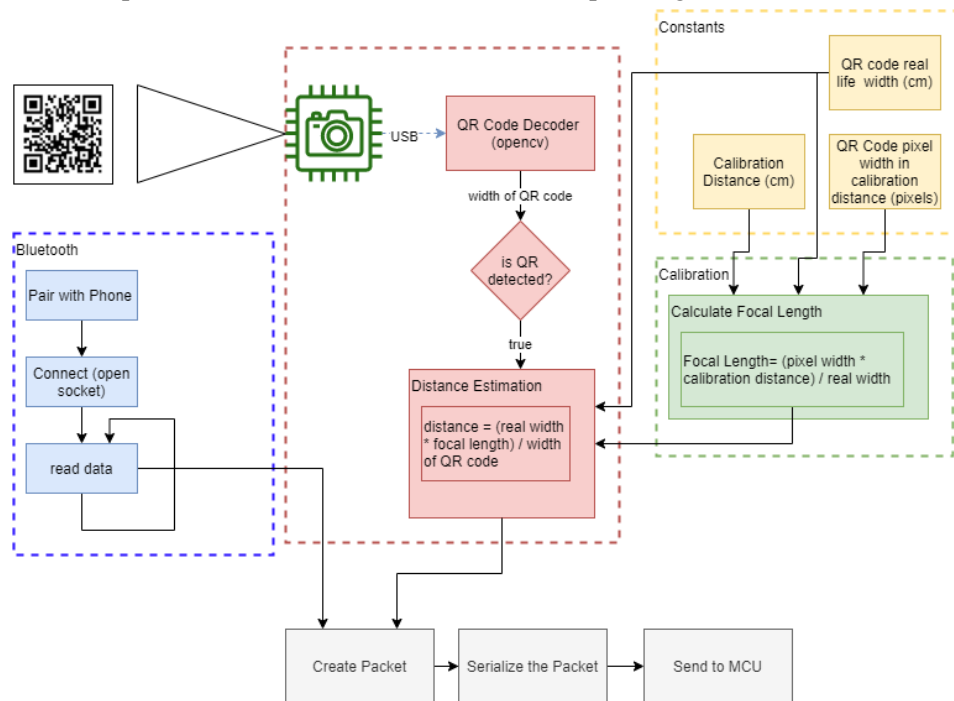 Constants
QR code real
life width (cm)
QR Code Decoder
(opencv)
USB
Calibration
Distance (cm)
QR Code pixel
width in
calibration
distance (pixels)
width of QR code
is QR
detected?
true
Bluetooth
Pair with Phone
Connect (open
socket)
read data
Calibration
Calculate Focal Length
Focal Length= (pixel width *
calibration distance) / real width
Distance Estimation
distance = (real width
* focal length) / width
of QR code
Create Packet
Serialize the Packet
Send to MCU